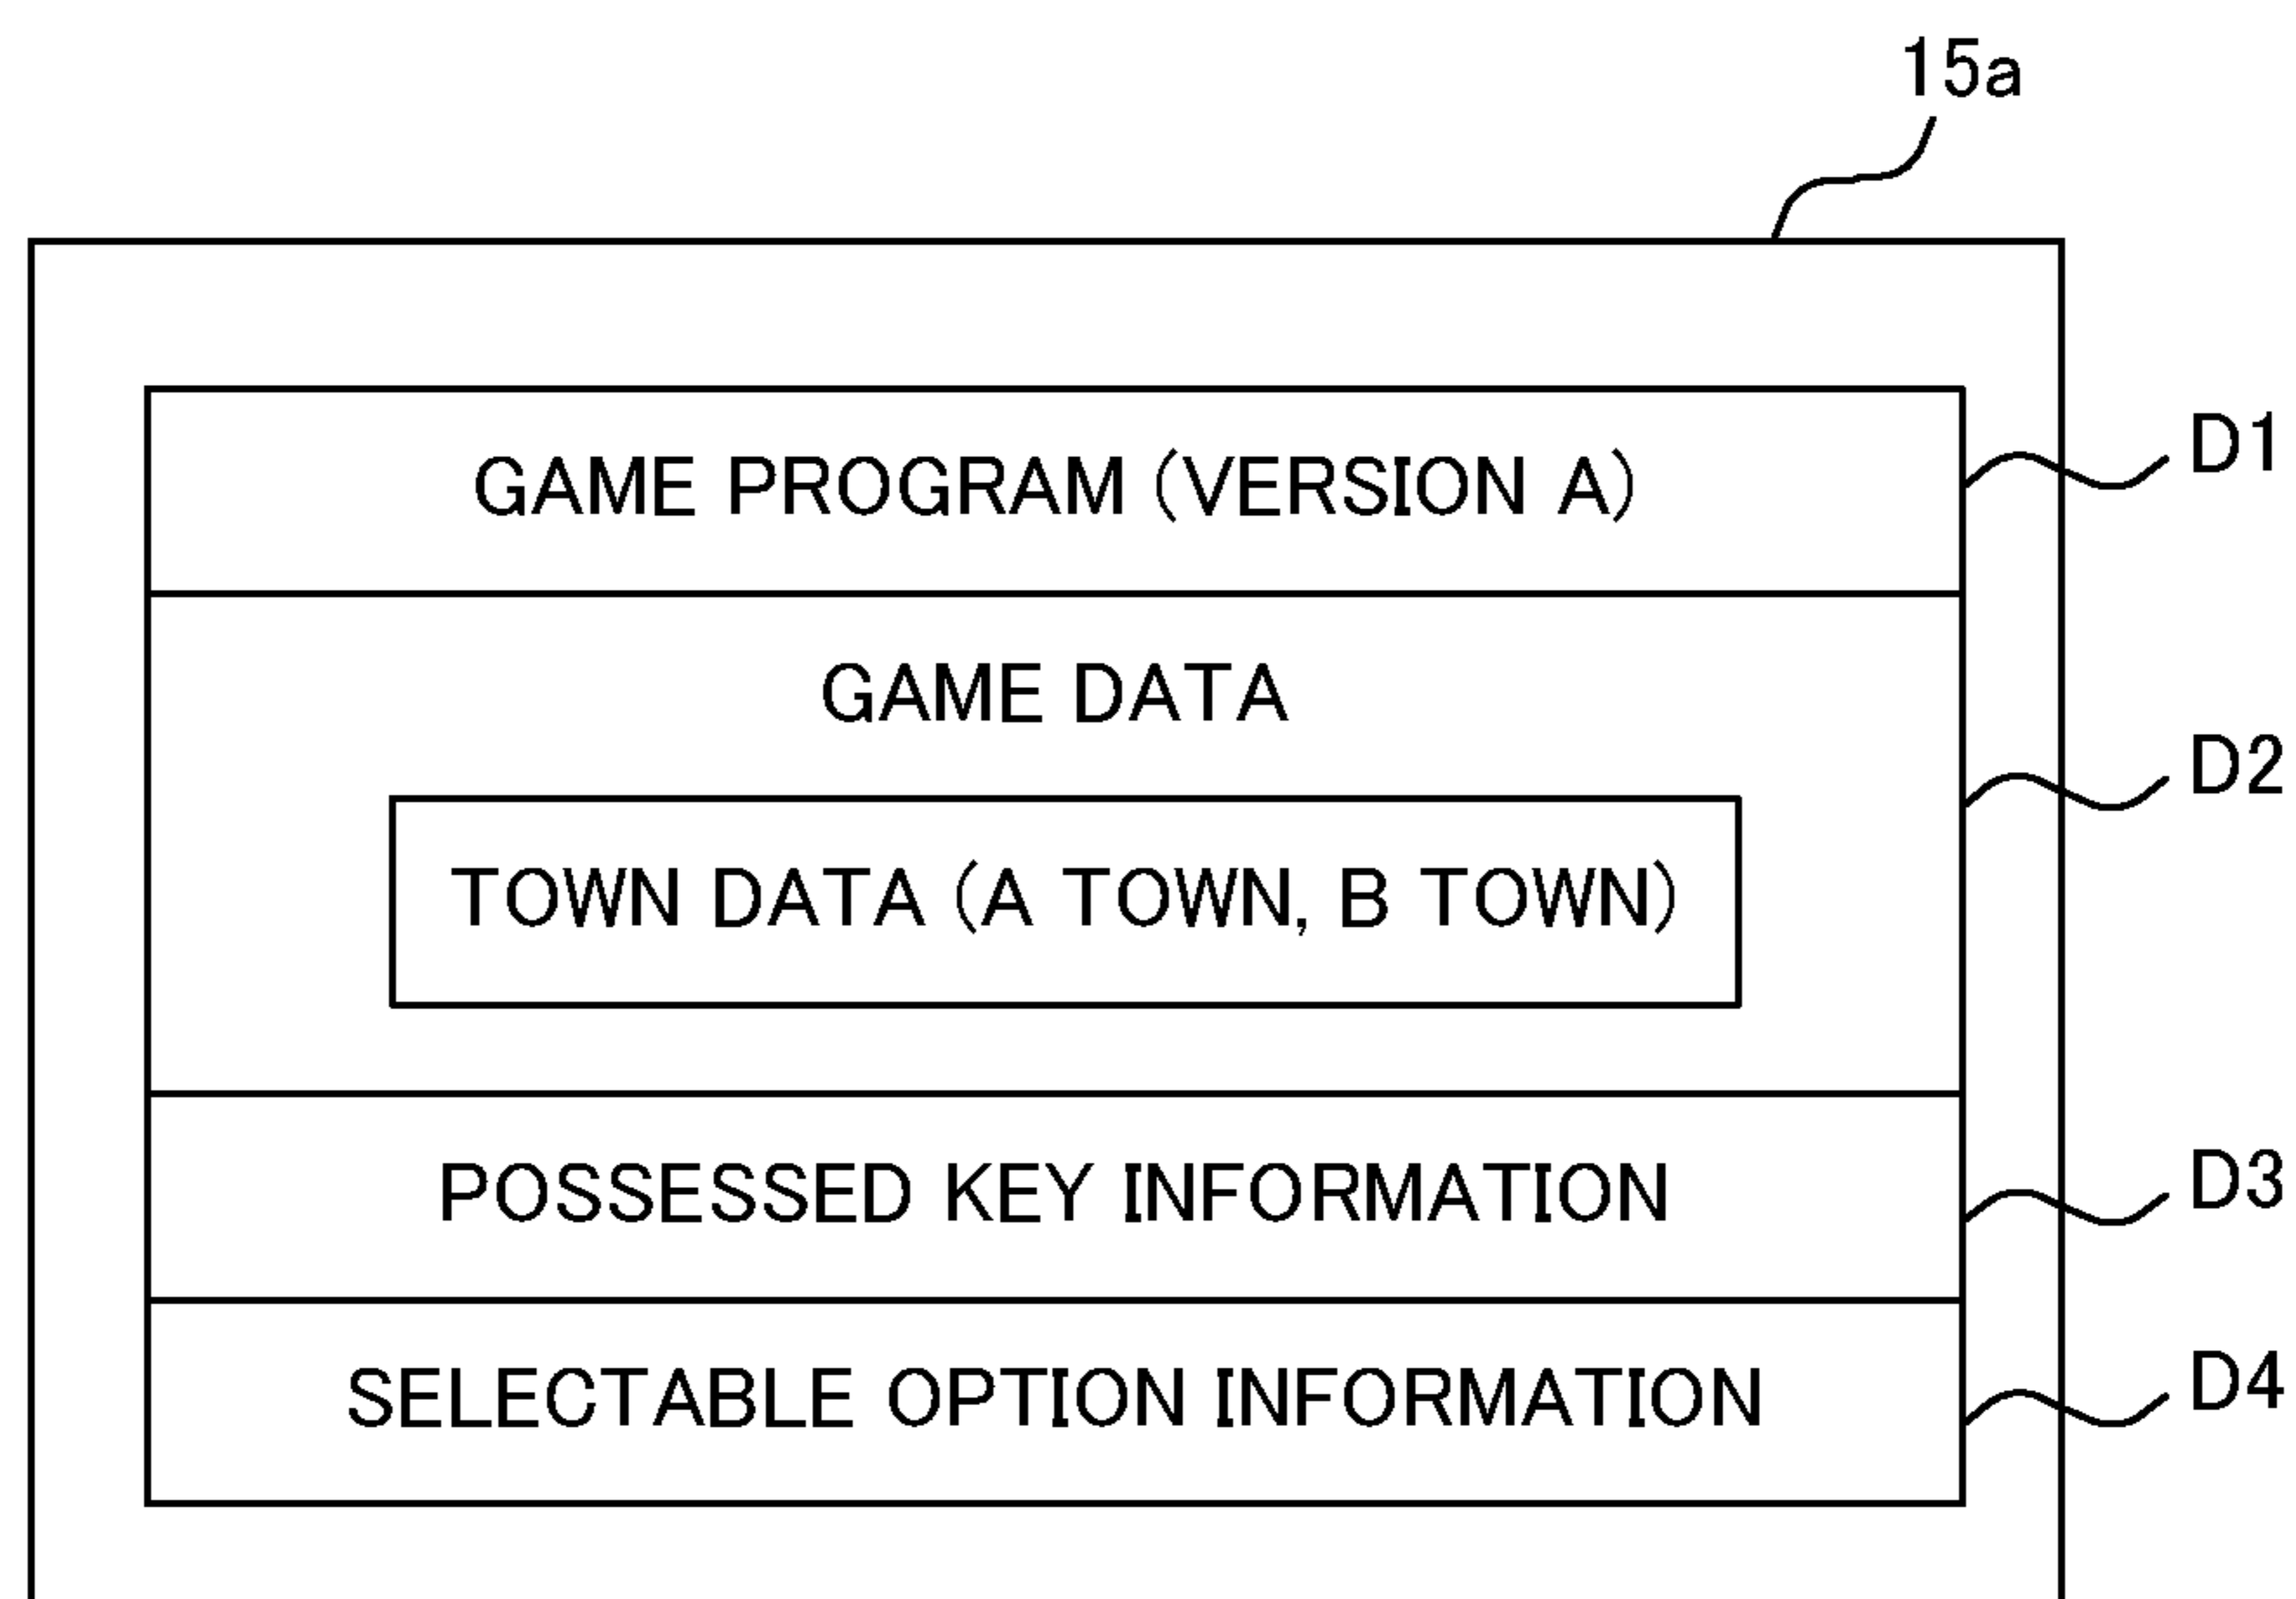 15a
GAME PROGRAM (VERSION A)
D1
GAME DATA
D2
TOWN DATA (A TOWN, B TOWN)
POSSESSED KEY INFORMATION
D3
SELECTABLE OPTION INFORMATION
D4